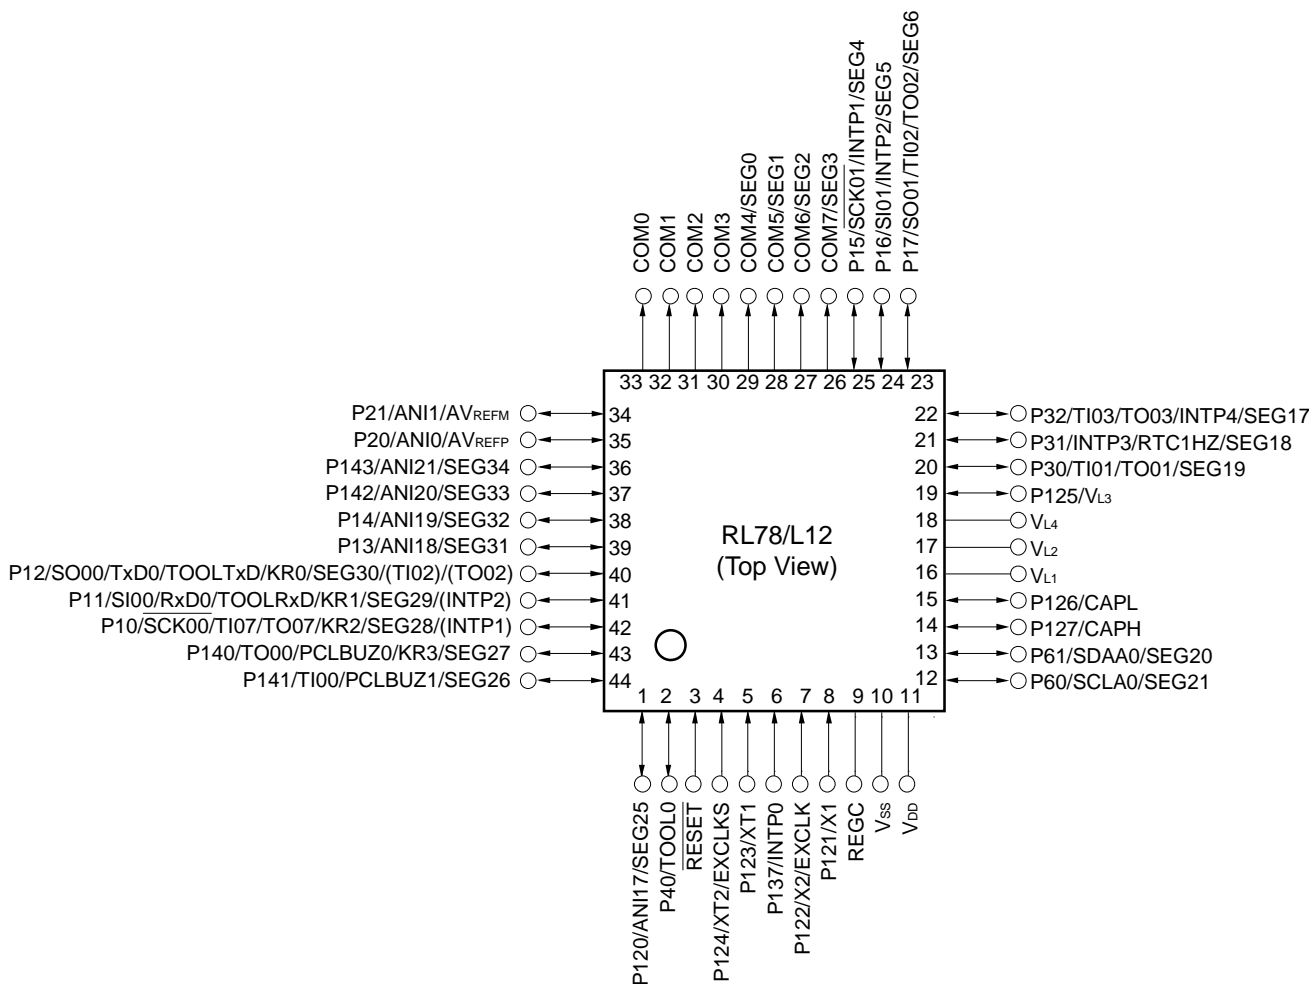 COM0
COM1
COM2
COM3
COM4/SEG0
COM5/SEG1
COM6/SEG2
COM7/SEG3
P15/SCK01/INTP1/SEG4
P16/SI01/INTP2/SEG5
P17/SO01/TI02/TO02/SEG6
33 32 31 30 29 28 27 26 25 24 23
P21/ANI1/AVREFM 34
P20/ANI0/AVREFP 35
P143/ANI21/SEG34 36
P142/ANI20/SEG33 37
P14/ANI19/SEG32 38
P13/ANI18/SEG31 39
P12/SO00/TxD0/TOOLTxD/KR0/SEG30/(TI02)/(TO02) 40
P11/SI00/RxD0/TOOLRxD/KR1/SEG29/(INTP2) 41
P10/SCK00/TI07/TO07/KR2/SEG28/(INTP1) 42
P140/TO00/PCLBUZ0/KR3/SEG27 43
P141/TI00/PCLBUZ1/SEG26 44
RL78/L12
(Top View)
22 P32/TI03/TO03/INTP4/SEG17
21 P31/INTP3/RTC1HZ/SEG18
20 P30/TI01/TO01/SEG19
19 P125/VL3
18 VL4
17 VL2
16 VL1
15 P126/CAPL
14 P127/CAPH
13 P61/SDAA0/SEG20
12 P60/SCLA0/SEG21
1 2 3 4 5 6 7 8 9 10 11
P120/ANI17/SEG25
P40/TOOL0
RESET
P124/XT2/EXCLKS
P123/XT1
P137/INTP0
P122/X2/EXCLK
P121/X1
REGC
VSS
VDD